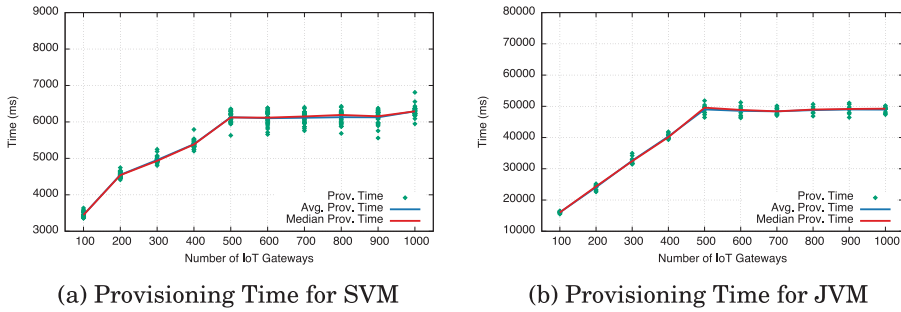 9000
8000
7000
6000
5000
4000
3000
Time (ms)
Prov. Time
Avg. Prov. Time
Median Prov. Time
100 200 300 400 500 600 700 800 900 1000
Number of IoT Gateways
(a) Provisioning Time for SVM
80000
70000
60000
50000
40000
30000
20000
10000
Time (ms)
Prov. Time
Avg. Prov. Time
Median Prov. Time
100 200 300 400 500 600 700 800 900 1000
Number of IoT Gateways
(b) Provisioning Time for JVM